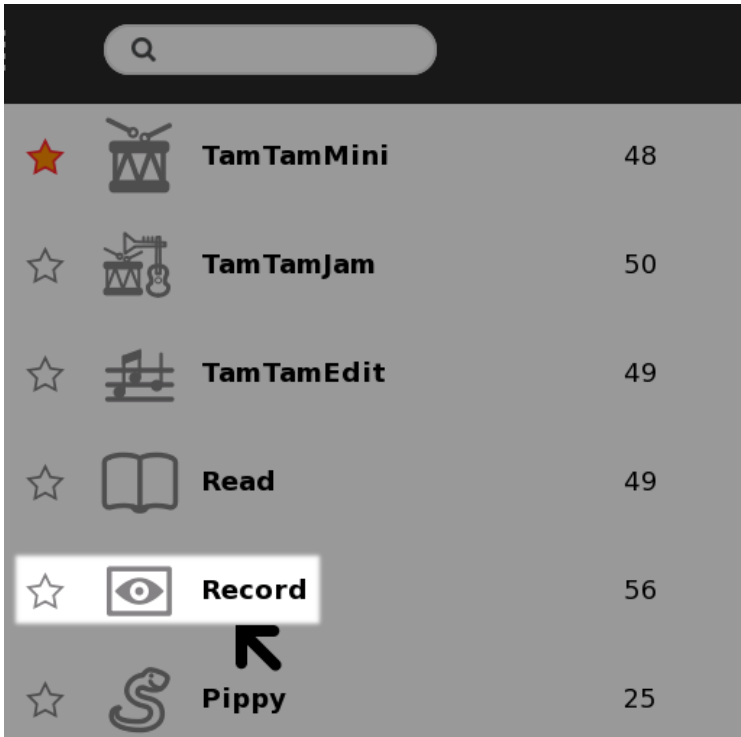 TamTamMini 48
TamTamJam 50
TamTamEdit 49
Read 49
Record 56
Pippy 25